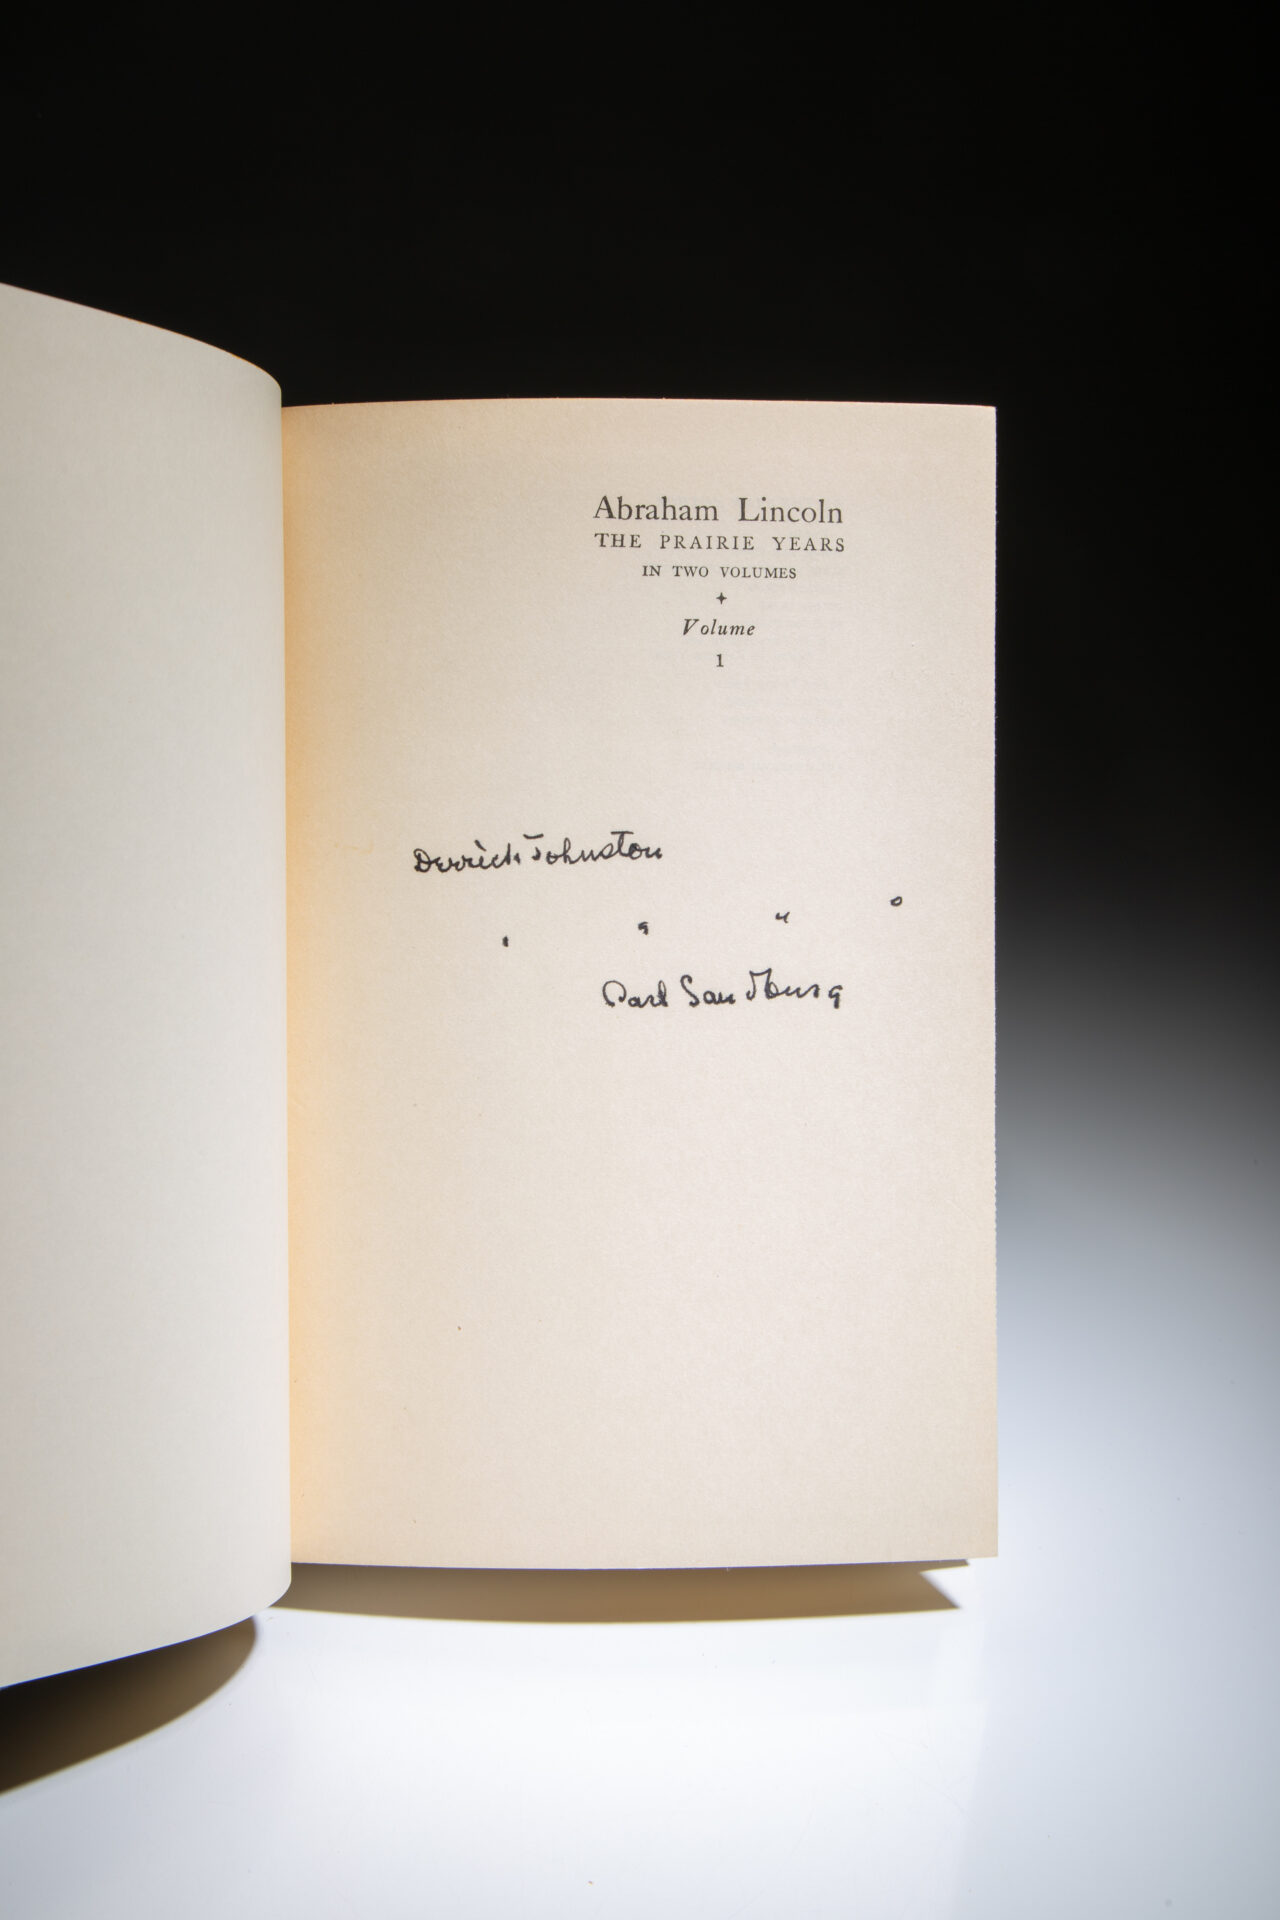 Abraham Lincoln
THE PRAIRIE YEARS
IN TWO VOLUMES
Volume
1
Derrick Johnston
Carl Sandburg